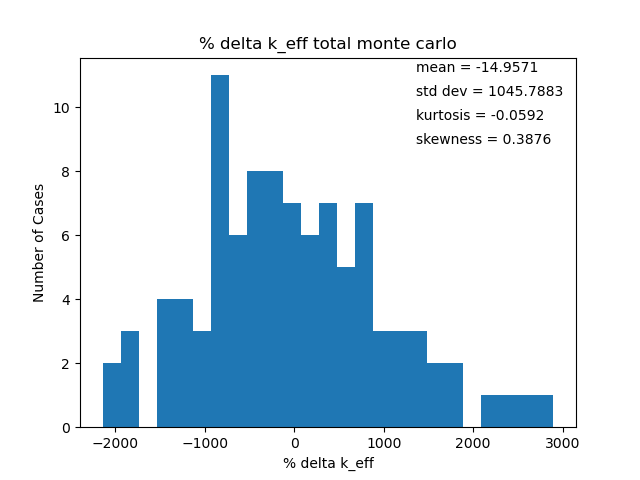 % delta k_eff total monte carlo
mean = -14.9571
std dev = 1045.7883
kurtosis = -0.0592
skewness = 0.3876
Number of Cases
10
8
6
4
2
0
−2000 −1000 0 1000 2000 3000
% delta k_eff